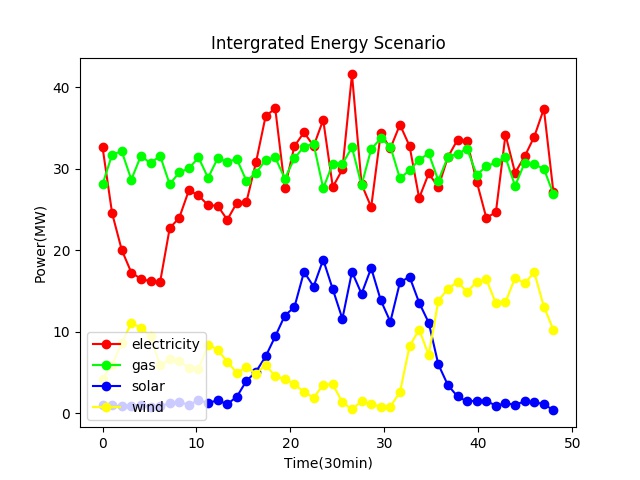 Intergrated Energy Scenario
Power(MW)
40
30
20
10
0
electricity
gas
solar
wind
0 10 20 30 40 50
Time(30min)